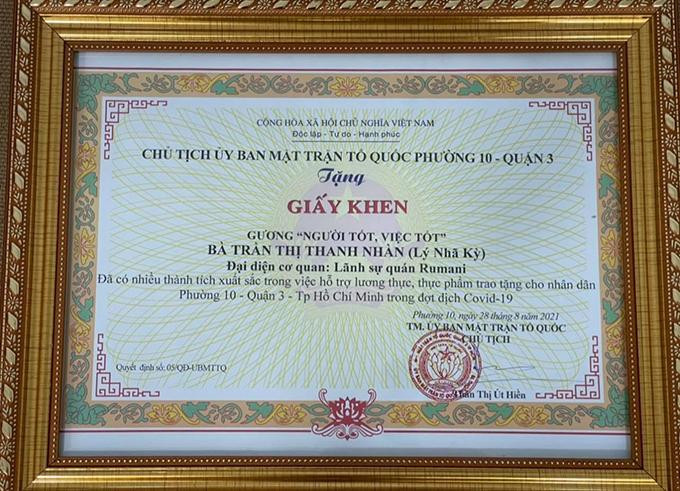 CỘNG HÒA XÃ HỘI CHỦ NGHĨA VIỆT NAM
Độc lập - Tự do - Hạnh phúc
CHỦ TỊCH ỦY BAN MẶT TRẬN TỔ QUỐC PHƯỜNG 10 - QUẬN 3
Tặng
GIẤY KHEN
GƯƠNG “NGƯỜI TỐT, VIỆC TỐT”
BÀ TRẦN THỊ THANH NHÀN (Lý Nhã Kỳ)
Đại diện cơ quan: Lãnh sự quán Rumani
Đã có nhiều thành tích xuất sắc trong việc hỗ trợ lương thực, thực phẩm trao tặng cho nhân dân
Phường 10 - Quận 3 - Tp Hồ Chí Minh trong đợt dịch Covid-19
Phường 10, ngày 28 tháng 8 năm 2021
TM. ỦY BAN MẶT TRẬN TỔ QUỐC
CHỦ TỊCH
Quyết định số: 05/QĐ-UBMTTQ
Thị Út Hiền